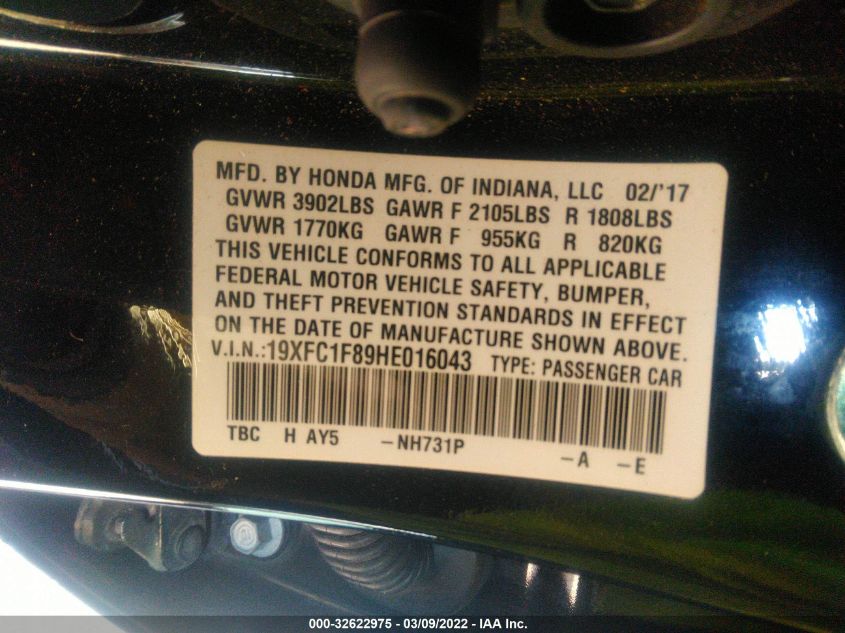 MFD. BY HONDA MFG. OF INDIANA, LLC 02/'17
GVWR 3902LBS GAWR F 2105LBS R 1808LBS
GVWR 1770KG GAWR F 955KG R 820KG
THIS VEHICLE CONFORMS TO ALL APPLICABLE
FEDERAL MOTOR VEHICLE SAFETY, BUMPER,
AND THEFT PREVENTION STANDARDS IN EFFECT
ON THE DATE OF MANUFACTURE SHOWN ABOVE.
V.I.N.:19XFC1F89HE016043 TYPE: PASSENGER CAR
TBC H AY5 –NH731P –A –E
000-32622975 - 03/09/2022 - IAA Inc.